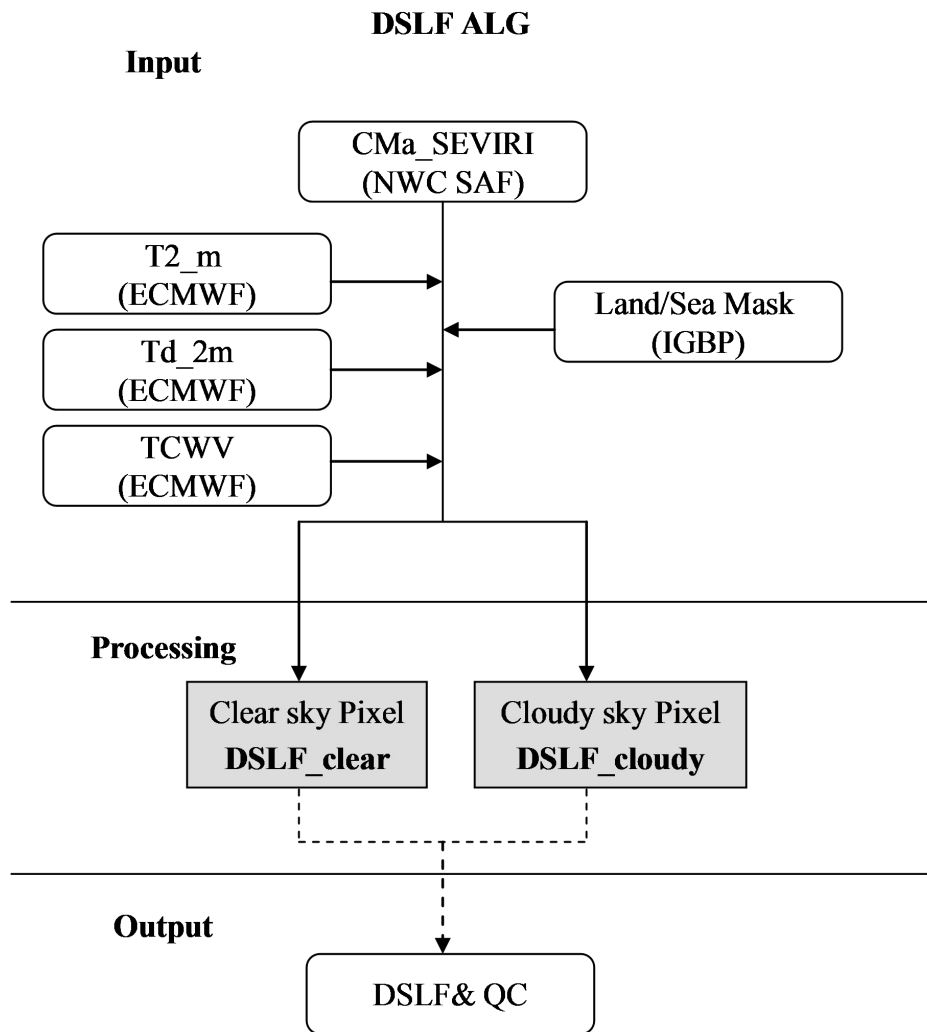 DSLF ALG
Input
CMa_SEVIRI
(NWC SAF)
T2_m
(ECMWF)
Land/Sea Mask
(IGBP)
Td_2m
(ECMWF)
TCWV
(ECMWF)
Processing
Clear sky Pixel
DSLF_clear
Cloudy sky Pixel
DSLF_cloudy
Output
DSLF& QC